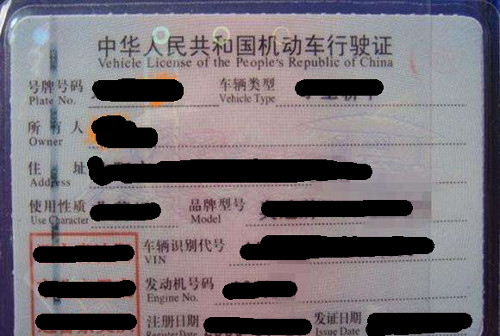 中华人民共和国机动车行驶证
Vehicle License of the People's Republic of China
号牌号码 车辆类型
Plate No. Vehicle Type
所有人
Owner
住址
Address
使用性质 品牌型号
Use Character Model
车辆识别代号
VIN
发动机号码
Engine No.
注册日期 发证日期
Register Date Issue Date